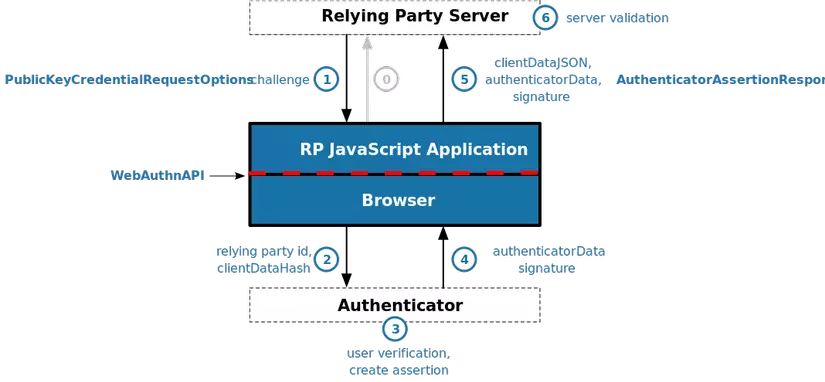 Relying Party Server
6 server validation
PublicKeyCredentialRequestOptions challenge 1
0
5 clientDataJSON,
authenticatorData,
signature
AuthenticatorAssertionRespon
RP JavaScript Application
WebAuthnAPI
Browser
relying party id,
clientDataHash
2
4 authenticatorData
signature
Authenticator
3
user verification,
create assertion